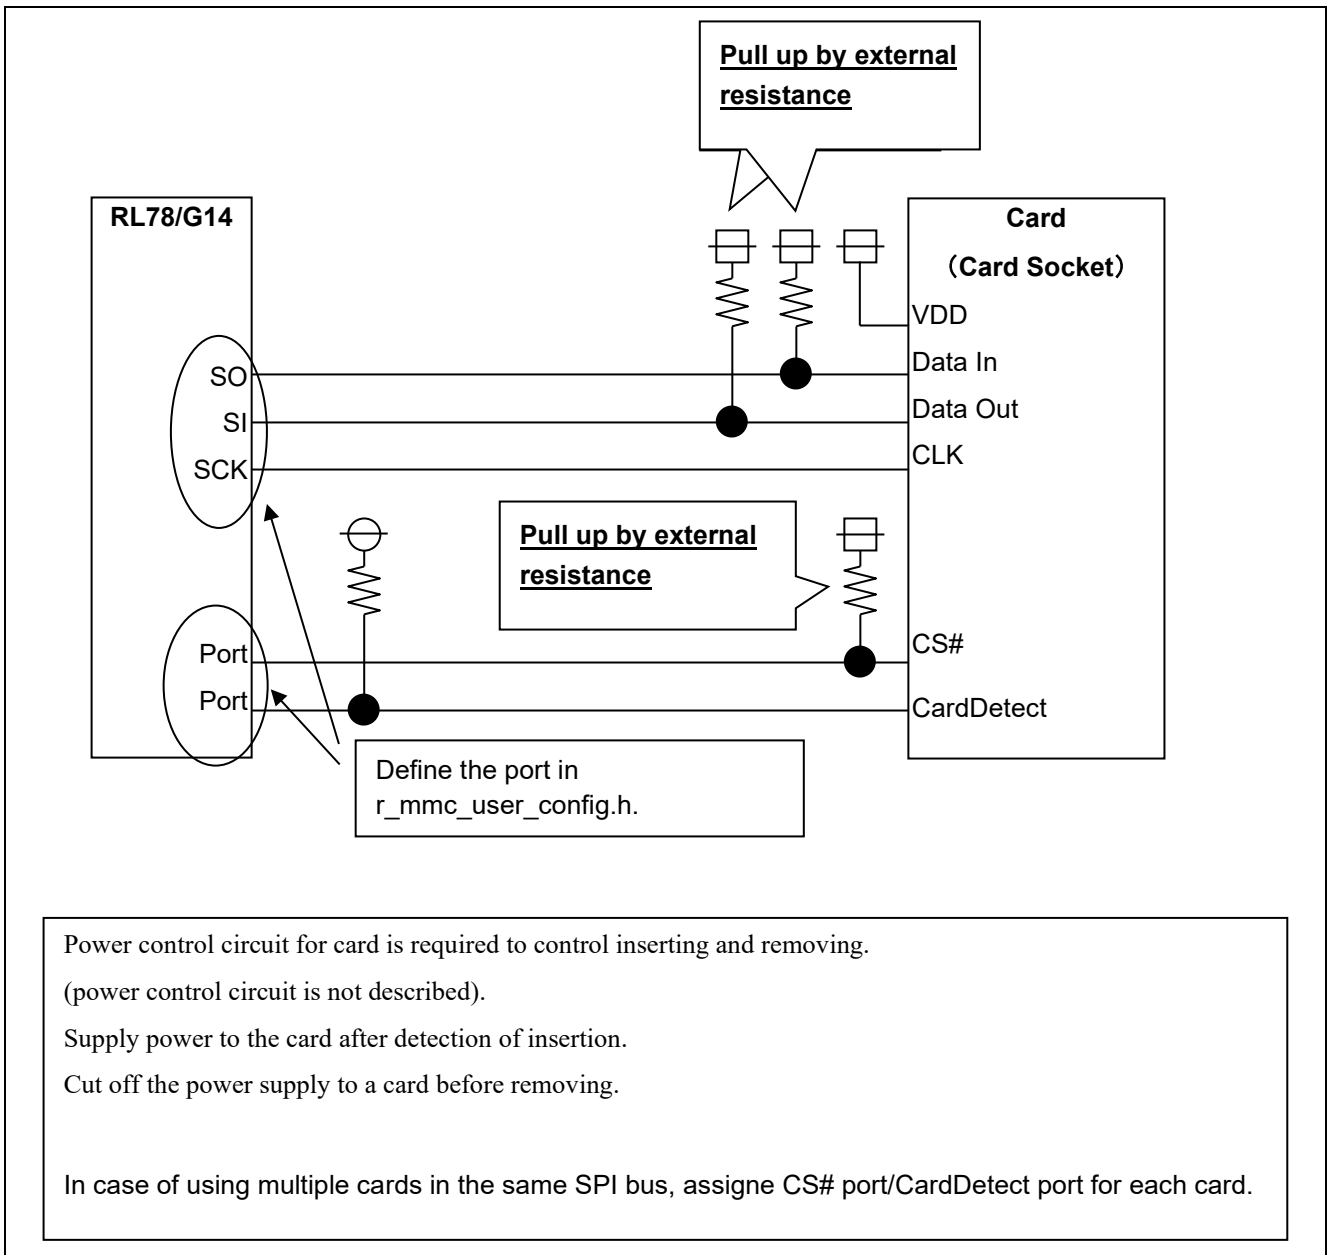 Pull up by external
resistance
RL78/G14
Card
（Card Socket）
VDD
SO
Data In
SI
Data Out
SCK
CLK
Pull up by external
resistance
Port
CS#
Port
CardDetect
Define the port in
r_mmc_user_config.h.
Power control circuit for card is required to control inserting and removing.
(power control circuit is not described).
Supply power to the card after detection of insertion.
Cut off the power supply to a card before removing.
In case of using multiple cards in the same SPI bus, assigne CS# port/CardDetect port for each card.